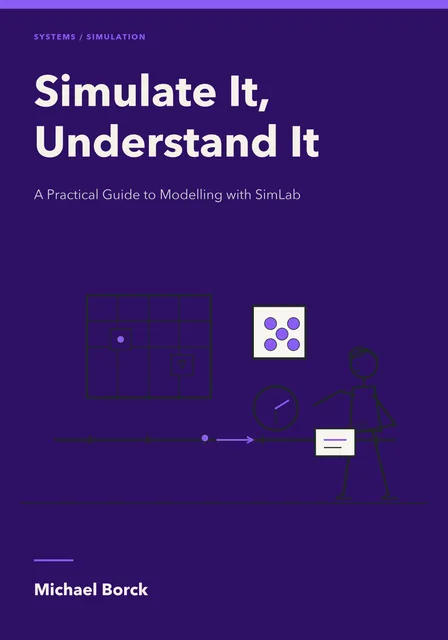 SYSTEMS / SIMULATION
Simulate It,
Understand It
A Practical Guide to Modelling with SimLab
Michael Borck